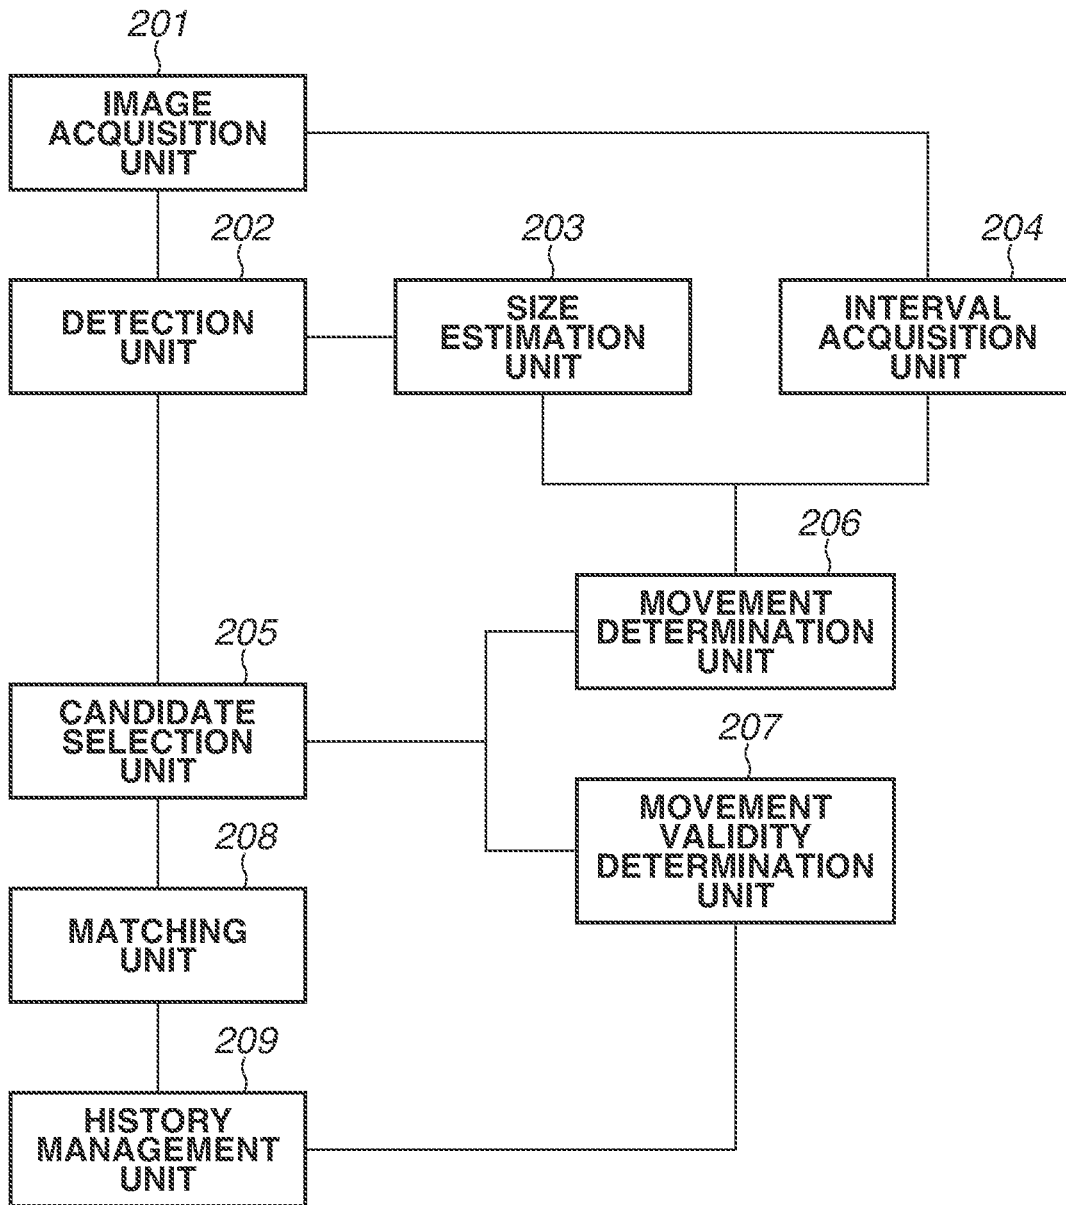 201
IMAGE
ACQUISITION
UNIT
202
DETECTION
UNIT
203
SIZE
ESTIMATION
UNIT
204
INTERVAL
ACQUISITION
UNIT
206
MOVEMENT
DETERMINATION
UNIT
205
CANDIDATE
SELECTION
UNIT
207
MOVEMENT
VALIDITY
DETERMINATION
UNIT
208
MATCHING
UNIT
209
HISTORY
MANAGEMENT
UNIT